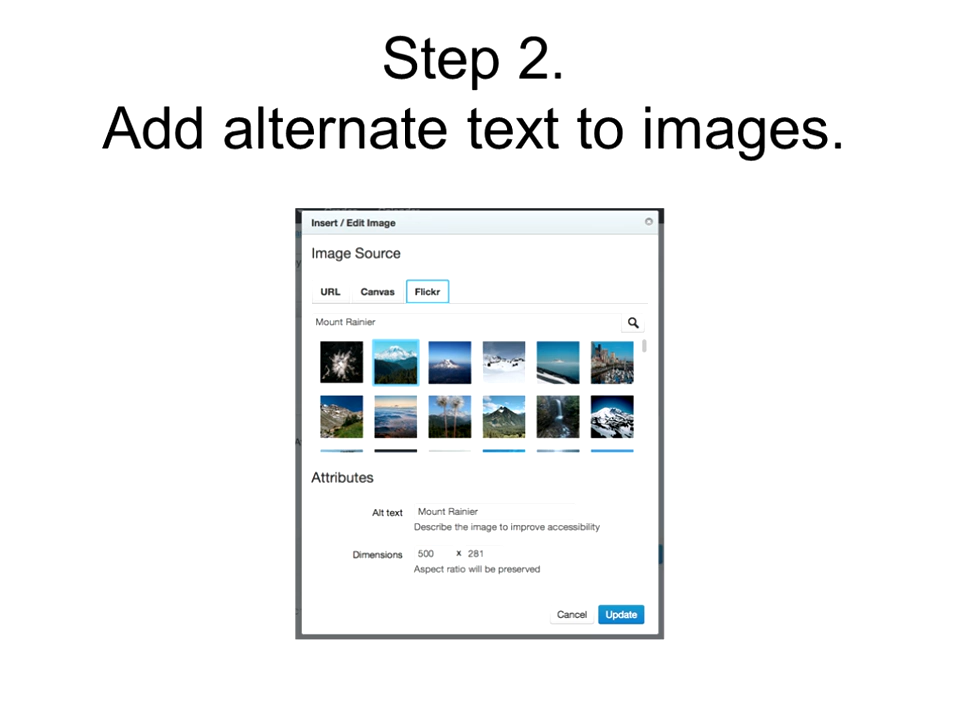 Step 2.
Add alternate text to images.
Insert / Edit Image
Image Source
URL Canvas Flickr
Mount Rainier
Attributes
Alt text Mount Rainier
Describe the image to improve accessibility
Dimensions 500 x 281
Aspect ratio will be preserved
Cancel Update